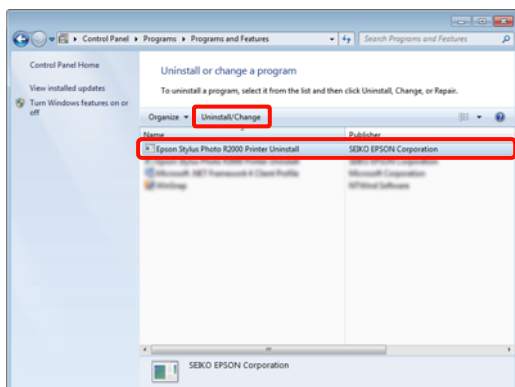 Control Panel ▸ Programs ▸ Programs and Features
Search Programs and Features
Control Panel Home
View installed updates
Turn Windows features on or
off
Uninstall or change a program
To uninstall a program, select it from the list and then click Uninstall, Change, or Repair.
Organize
Uninstall/Change
Name
Publisher
Epson Stylus Photo R2000 Printer Uninstall
SEIKO EPSON Corporation
SEIKO EPSON Corporation